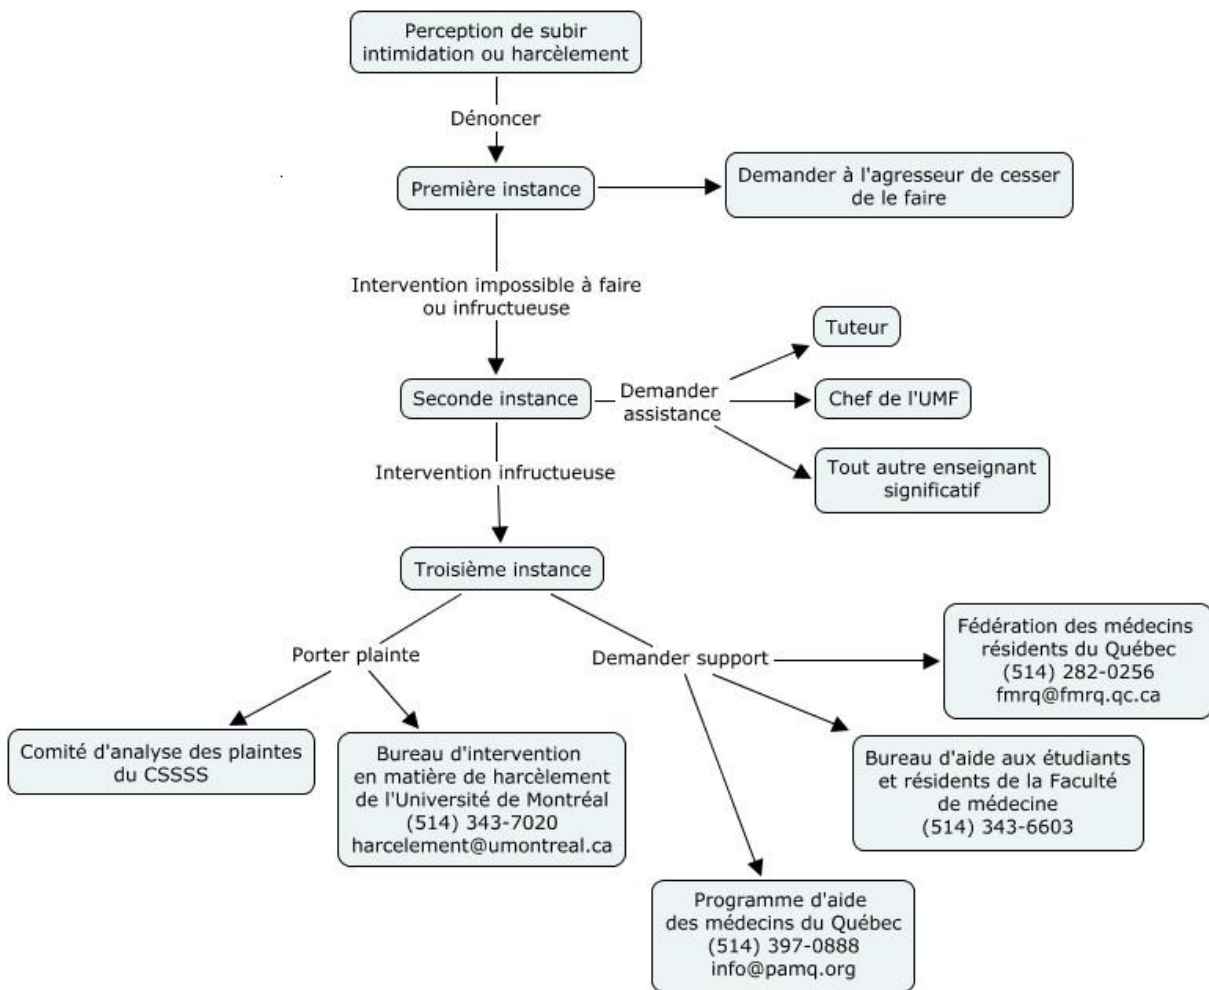 Perception de subir
intimidation ou harcèlement
Dénoncer
Première instance
Demander à l'agresseur de cesser
de le faire
Intervention impossible à faire
ou infructueuse
Seconde instance
Demander
assistance
Tuteur
Chef de l'UMF
Tout autre enseignant
significatif
Intervention infructueuse
Troisième instance
Porter plainte
Comité d'analyse des plaintes
du CSSSS
Bureau d'intervention
en matière de harcèlement
de l'Université de Montréal
(514) 343-7020
harcelement@umontreal.ca
Demander support
Fédération des médecins
résidents du Québec
(514) 282-0256
fmrq@fmrq.qc.ca
Bureau d'aide aux étudiants
et résidents de la Faculté
de médecine
(514) 343-6603
Programme d'aide
des médecins du Québec
(514) 397-0888
info@pamq.org